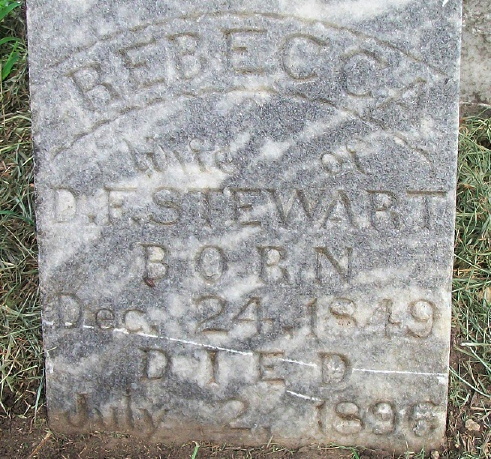 REBECCA
Wife of
D.F. STEWART
BORN
Dec. 24, 1849
DIED
July 2, 1896